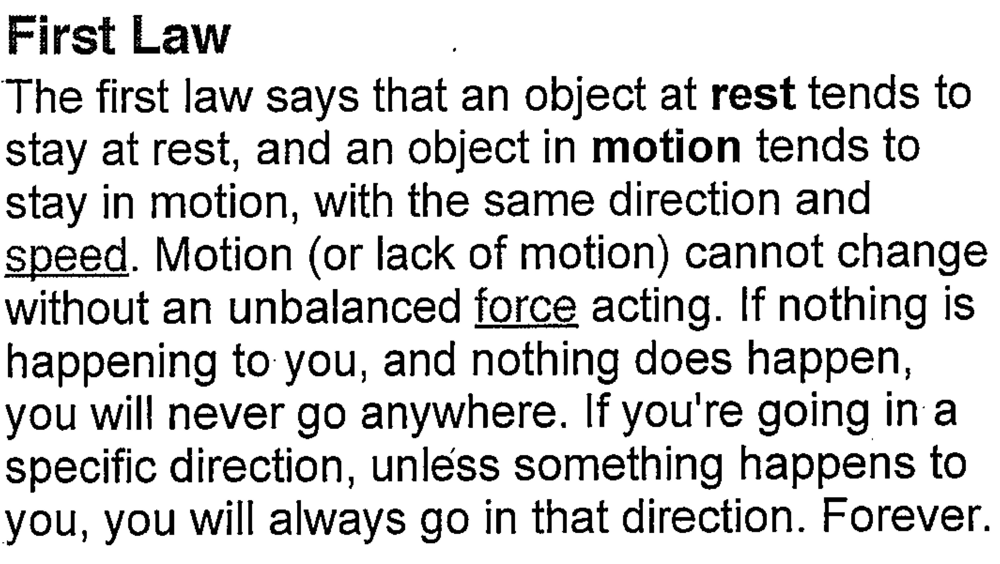 First Law
The first law says that an object at rest tends to
stay at rest, and an object in motion tends to
stay in motion, with the same direction and
speed. Motion (or lack of motion) cannot change
without an unbalanced force acting. If nothing is
happening to you, and nothing does happen,
you will never go anywhere. If you're going in a
specific direction, unless something happens to
you, you will always go in that direction. Forever.